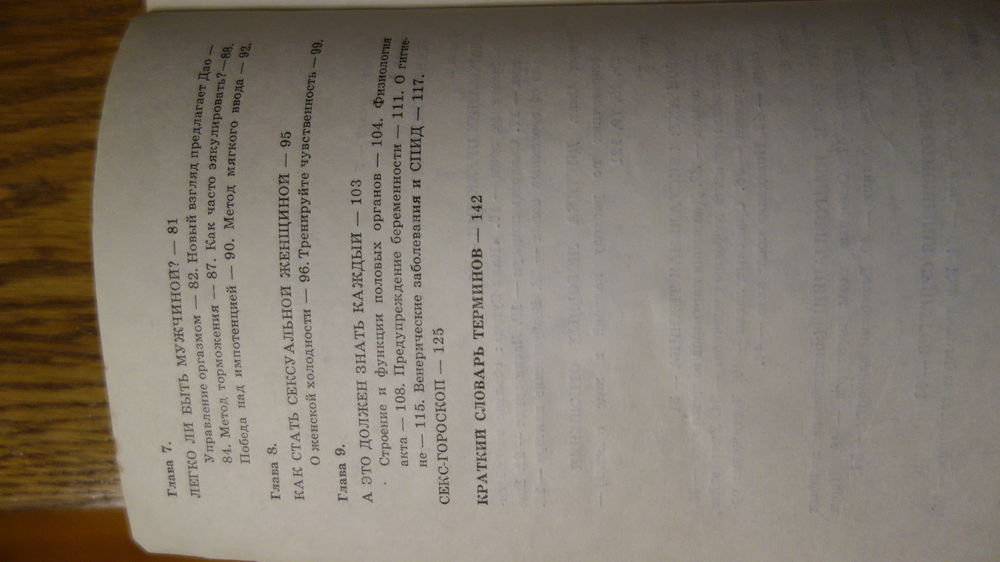 Глава 7.
ЛЕГКО ЛИ БЫТЬ МУЖЧИНОЙ? — 81
Управление оргазмом — 82. Новый взгляд предлагает Дао —
84. Метод торможения — 87. Как часто эякулировать? — 88.
Победа над импотенцией — 90. Метод мягкого ввода — 92.
Глава 8.
КАК СТАТЬ СЕКСУАЛЬНОЙ ЖЕНЩИНОЙ — 95
О женской холодности — 96. Тренируйте чувственность — 99.
Глава 9.
А ЭТО ДОЛЖЕН ЗНАТЬ КАЖДЫЙ — 103
Строение и функции половых органов — 104. Физиология
акта — 108. Предупреждение беременности — 111. О гигие-
не — 115. Венерические заболевания и СПИД — 117.
СЕКС-ГОРОСКОП — 125
КРАТКИЙ СЛОВАРЬ ТЕРМИНОВ — 142